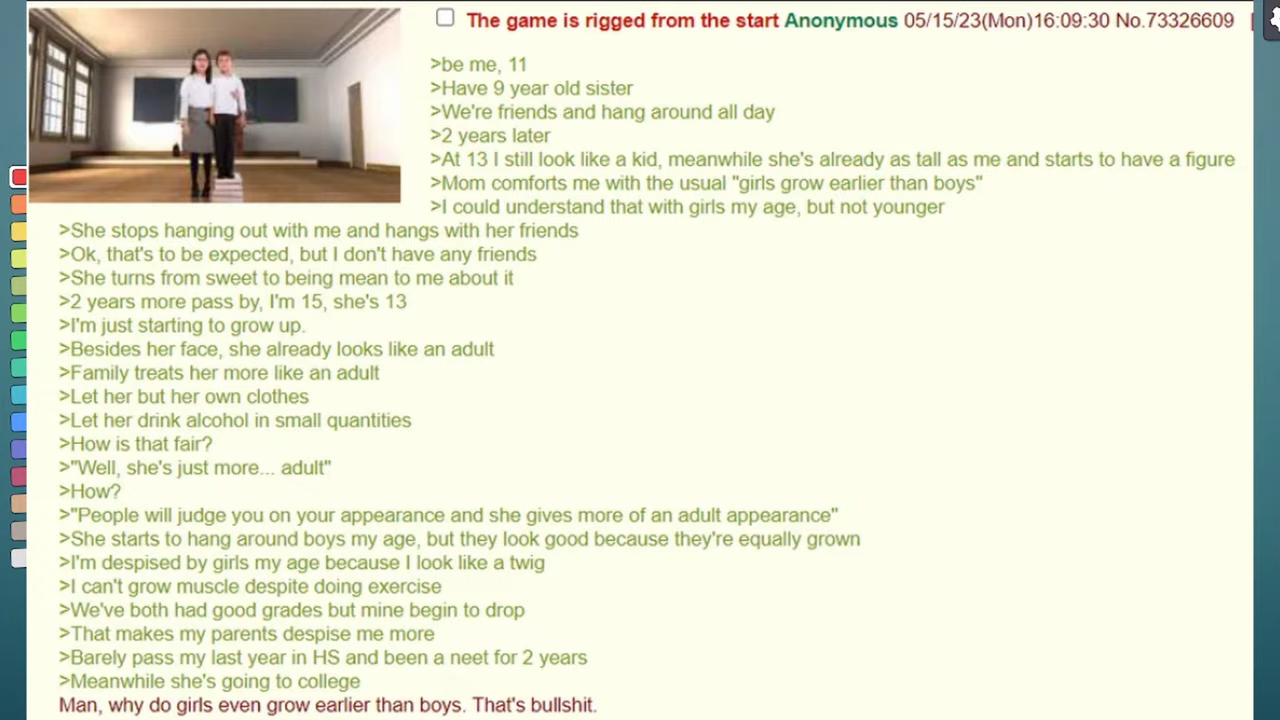 The game is rigged from the start Anonymous 05/15/23(Mon)16:09:30 No.73326609
>be me, 11
>Have 9 year old sister
>We're friends and hang around all day
>2 years later
>At 13 I still look like a kid, meanwhile she's already as tall as me and starts to have a figure
>Mom comforts me with the usual "girls grow earlier than boys"
>I could understand that with girls my age, but not younger
>She stops hanging out with me and hangs with her friends
>Ok, that's to be expected, but I don't have any friends
>She turns from sweet to being mean to me about it
>2 years more pass by, I'm 15, she's 13
>I'm just starting to grow up.
>Besides her face, she already looks like an adult
>Family treats her more like an adult
>Let her but her own clothes
>Let her drink alcohol in small quantities
>How is that fair?
>"Well, she's just more... adult"
>How?
>"People will judge you on your appearance and she gives more of an adult appearance"
>She starts to hang around boys my age, but they look good because they're equally grown
>I'm despised by girls my age because I look like a twig
>I can't grow muscle despite doing exercise
>We've both had good grades but mine begin to drop
>That makes my parents despise me more
>Barely pass my last year in HS and been a neet for 2 years
>Meanwhile she's going to college
Man, why do girls even grow earlier than boys. That's bullshit.